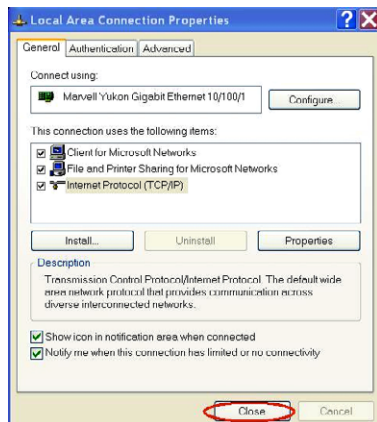 Local Area Connection Properties
General Authentication Advanced
Connect using:
Marvell Yukon Gigabit Ethernet 10/100/1 Configure...
This connection uses the following items:
Client for Microsoft Networks
File and Printer Sharing for Microsoft Networks
Internet Protocol (TCP/IP)
Install... Uninstall Properties
Description
Transmission Control Protocol/Internet Protocol. The default wide
area network protocol that provides communication across
diverse interconnected networks.
Show icon in notification area when connected
Notify me when this connection has limited or no connectivity
Close Cancel